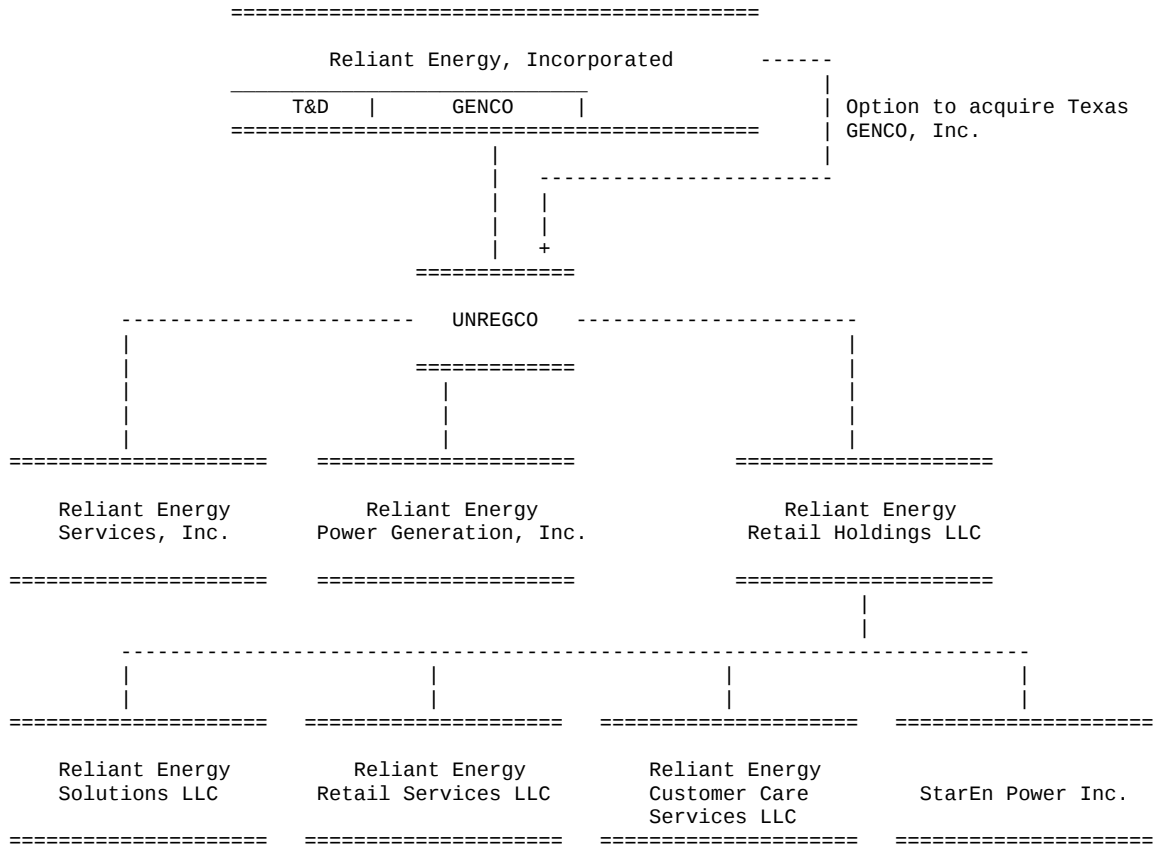 Reliant Energy, Incorporated
T&D | GENCO |
Option to acquire Texas
GENCO, Inc.
UNREGCO
Reliant Energy
Services, Inc.
Reliant Energy
Power Generation, Inc.
Reliant Energy
Retail Holdings LLC
Reliant Energy
Solutions LLC
Reliant Energy
Retail Services LLC
Reliant Energy
Customer Care
Services LLC
StarEn Power Inc.